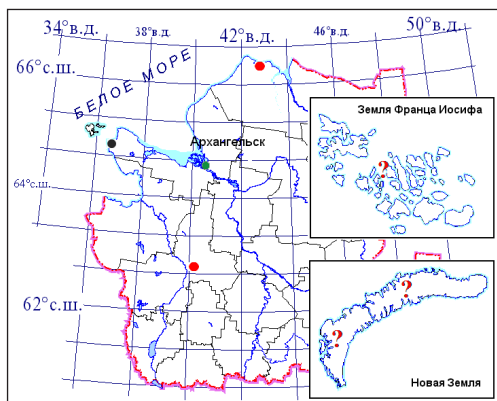 34°в.д.
38°в.д.
42°в.д.
46°в.д.
50°в.д.
66°с.ш.
БЕЛОЕ МОРЕ
Земля Франца Иосифа
Архангельск
?
64°с.ш.
62°с.ш.
?
?
Новая Земля